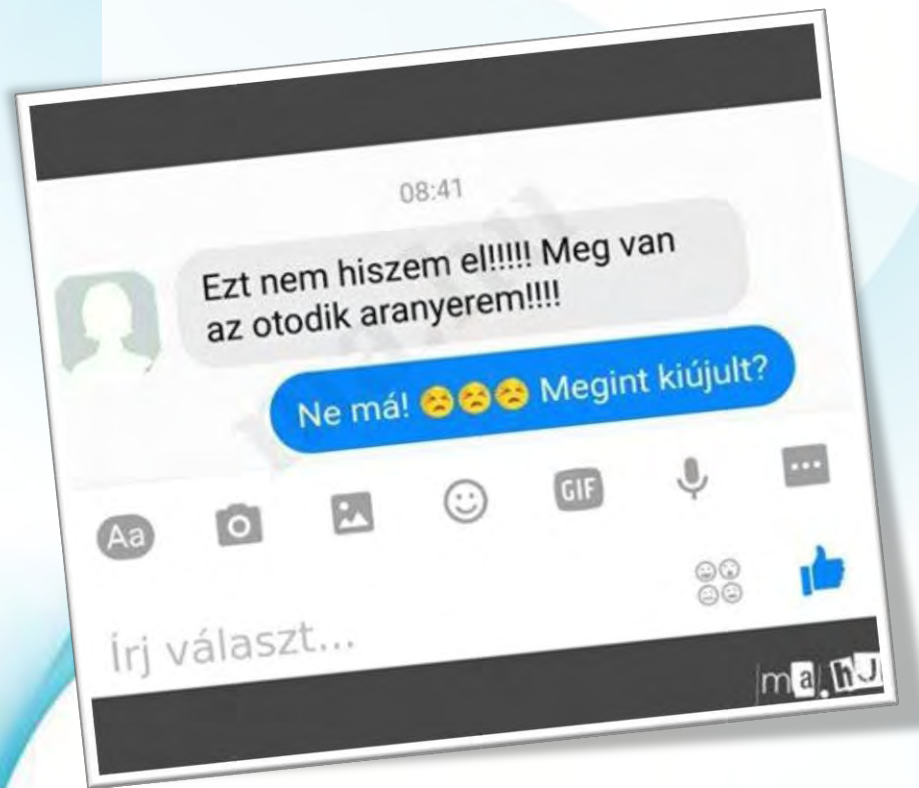 08:41
Ezt nem hiszem el!!!!! Meg van
az otodik aranyerem!!!!
Ne má! 😣😣😣 Megint kiújult?
Aa
GIF
Írj választ...
ma.hu